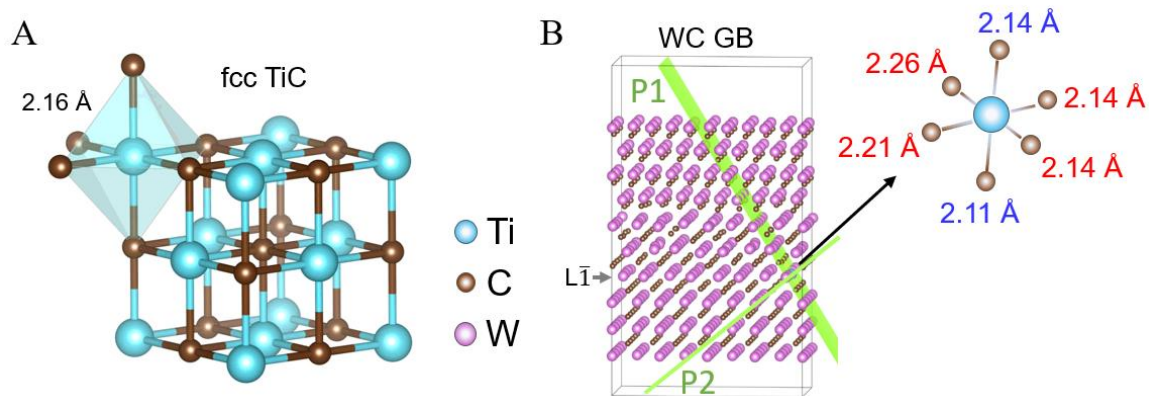 A
fcc TiC
2.16 Å
Ti
C
W
B
WC GB
P1
L1̅
P2
2.14 Å
2.26 Å
2.14 Å
2.21 Å
2.14 Å
2.11 Å